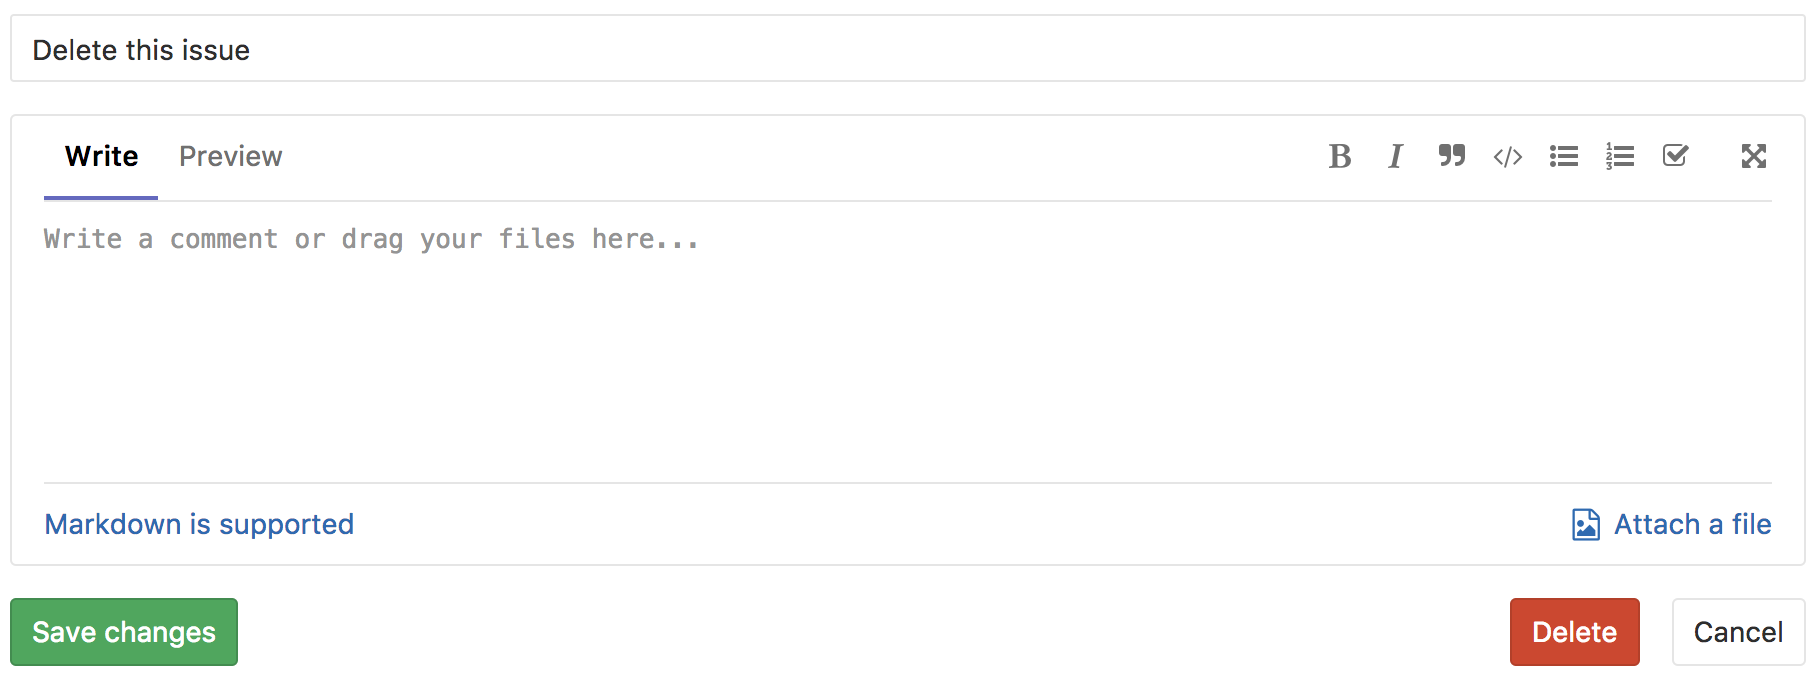 Delete this issue
Write Preview
Write a comment or drag your files here...
Markdown is supported Attach a file
Save changes Delete Cancel